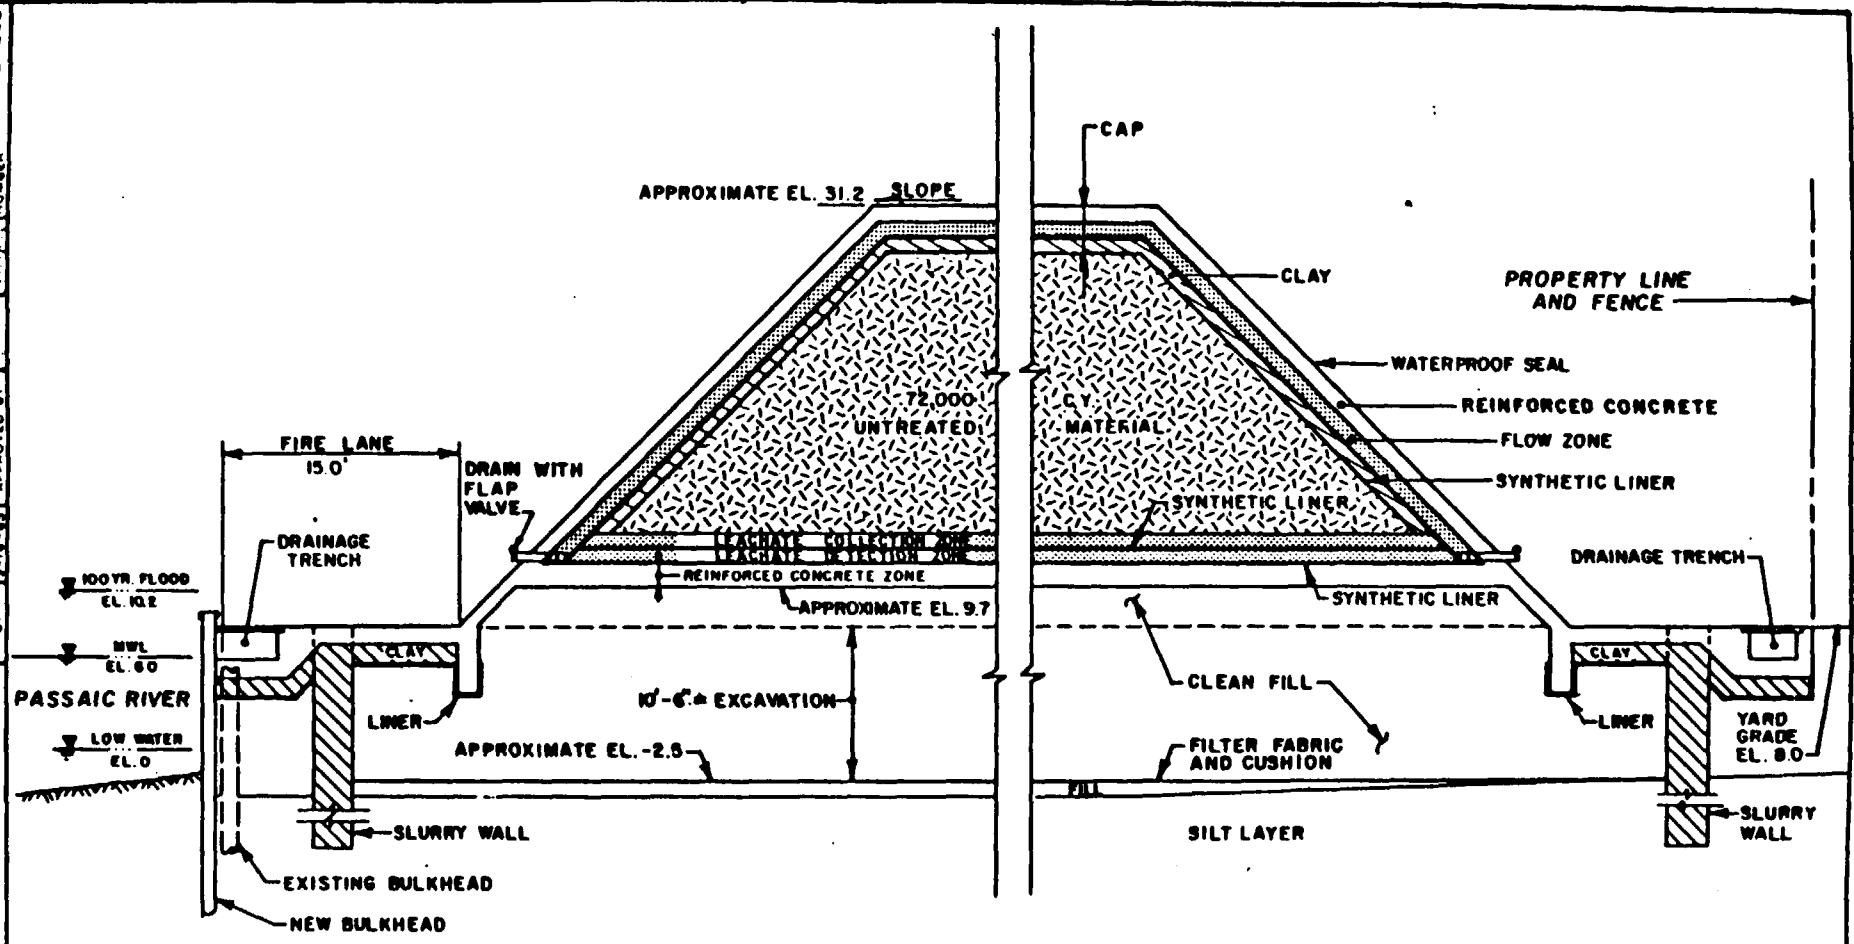 CAP
APPROXIMATE EL. 31.2 SLOPE
CLAY
PROPERTY LINE
AND FENCE
WATERPROOF SEAL
72,000 C.Y.
REINFORCED CONCRETE
UNTREATED MATERIAL
FLOW ZONE
FIRE LANE
15.0'
DRAIN WITH
FLAP
VALVE
SYNTHETIC LINER
SYNTHETIC LINER
DRAINAGE
TRENCH
LEACHATE COLLECTION ZONE
LEACHATE DETECTION ZONE
DRAINAGE TRENCH
REINFORCED CONCRETE ZONE
100 YR. FLOOD
EL. 10.2
APPROXIMATE EL. 9.7
SYNTHETIC LINER
MWL
EL. 6.0
CLAY
CLAY
PASSAIC RIVER
10'-6"± EXCAVATION
CLEAN FILL
LINER
LINER
YARD
GRADE
EL. 8.0
LOW WATER
EL. 0
APPROXIMATE EL. -2.5
FILTER FABRIC
AND CUSHION
FILL
SLURRY WALL
SILT LAYER
SLURRY
WALL
EXISTING BULKHEAD
NEW BULKHEAD